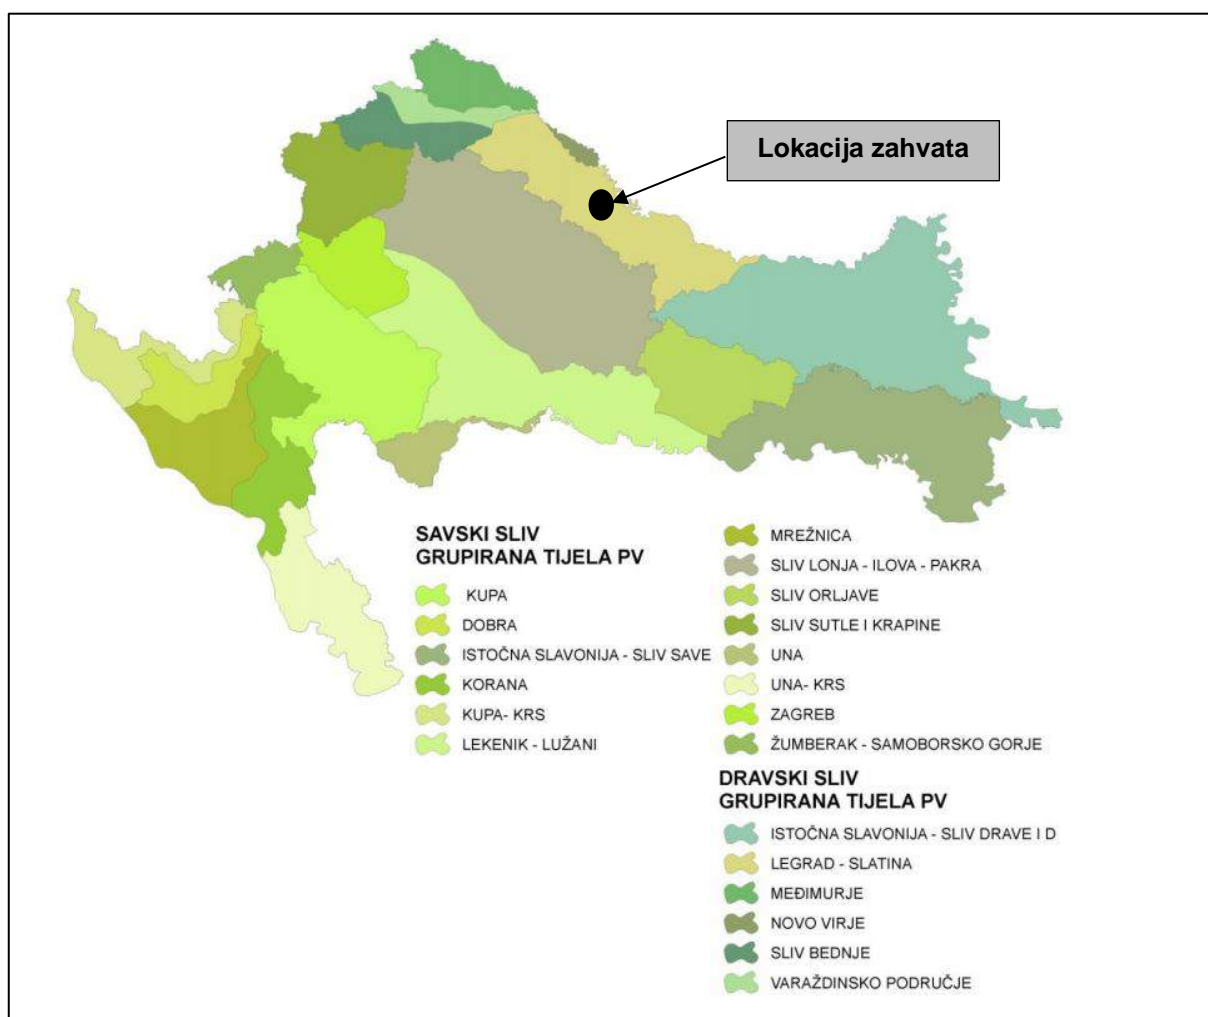 Lokacija zahvata
SAVSKI SLIV
GRUPIRANA TIJELA PV
KUPA
DOBRA
ISTOČNA SLAVONIJA - SLIV SAVE
KORANA
KUPA- KRS
LEKENIK - LUŽANI
MREŽNICA
SLIV LONJA - ILOVA - PAKRA
SLIV ORLJAVE
SLIV SUTLE I KRAPINE
UNA
UNA- KRS
ZAGREB
ŽUMBERAK - SAMOBORSKO GORJE
DRAVSKI SLIV
GRUPIRANA TIJELA PV
ISTOČNA SLAVONIJA - SLIV DRAVE I D
LEGRAD - SLATINA
MEĐIMURJE
NOVO VIRJE
SLIV BEDNJE
VARAŽDINSKO PODRUČJE